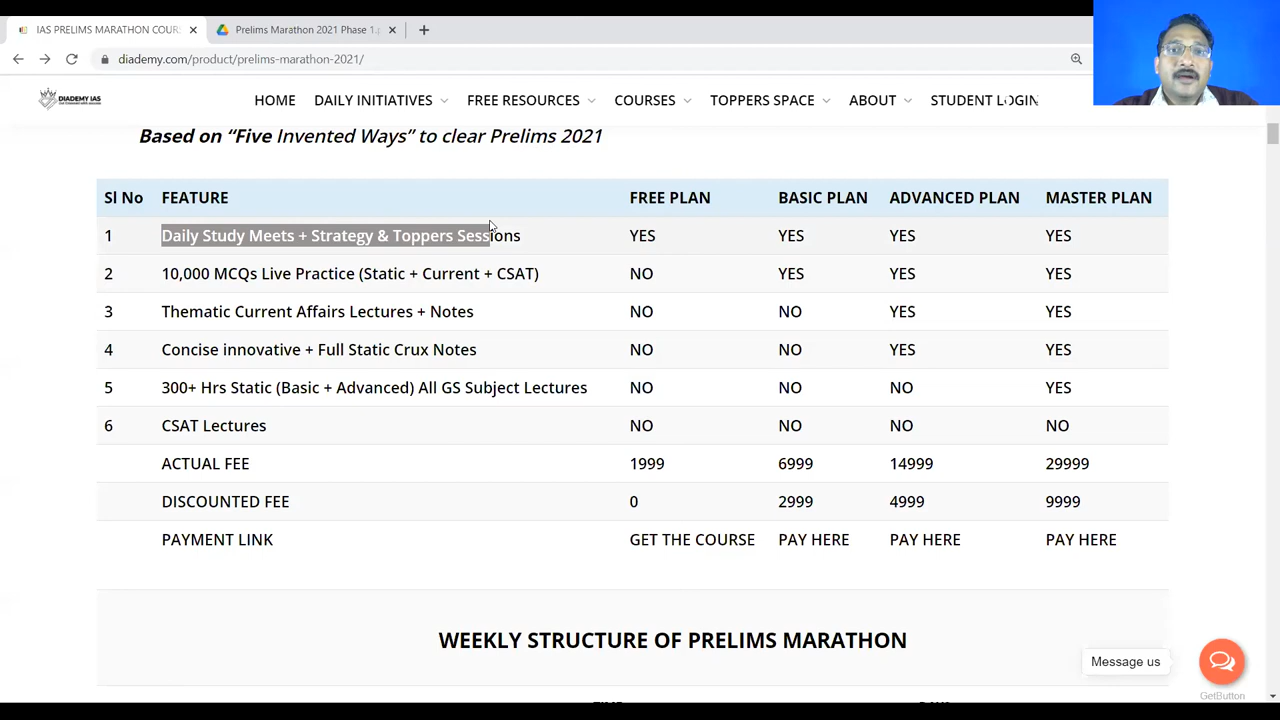 IAS PRELIMS MARATHON COUR
Prelims Marathon 2021 Phase 1.p
diademy.com/product/prelims-marathon-2021/
DIADEMY IAS
HOME DAILY INITIATIVES FREE RESOURCES COURSES TOPPERS SPACE ABOUT STUDENT LOGIN
Based on “Five Invented Ways” to clear Prelims 2021
Sl No FEATURE FREE PLAN BASIC PLAN ADVANCED PLAN MASTER PLAN
1 Daily Study Meets + Strategy & Toppers Sessions YES YES YES YES
2 10,000 MCQs Live Practice (Static + Current + CSAT) NO YES YES YES
3 Thematic Current Affairs Lectures + Notes NO NO YES YES
4 Concise innovative + Full Static Crux Notes NO NO YES YES
5 300+ Hrs Static (Basic + Advanced) All GS Subject Lectures NO NO NO YES
6 CSAT Lectures NO NO NO NO
ACTUAL FEE 1999 6999 14999 29999
DISCOUNTED FEE 0 2999 4999 9999
PAYMENT LINK GET THE COURSE PAY HERE PAY HERE PAY HERE
WEEKLY STRUCTURE OF PRELIMS MARATHON
Message us
GetButton